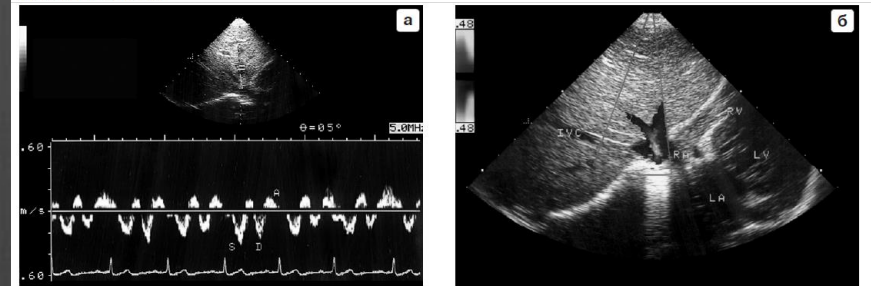 а
θ=05°
5.0MHz
.60
A
m/s
S D
.60
б
.48
.48
IVC
RV
RA
LV
LA